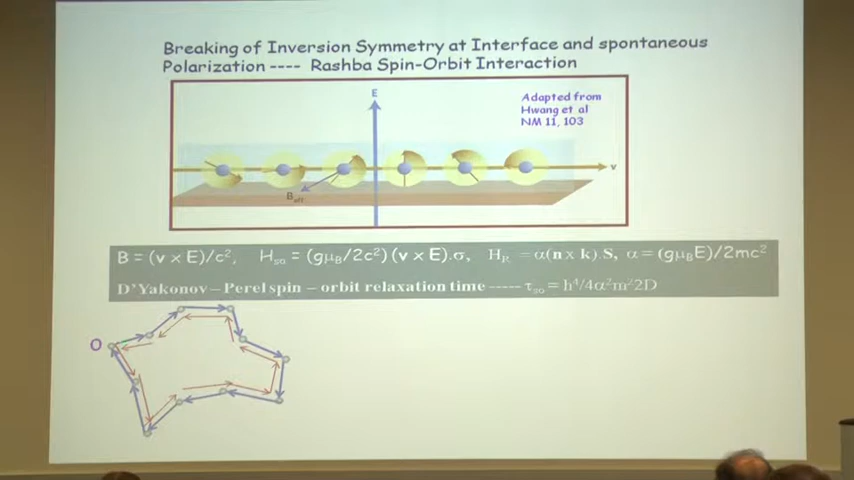 Breaking of Inversion Symmetry at Interface and spontaneous
Polarization ---- Rashba Spin-Orbit Interaction
E
Adapted from
Hwang et al
NM 11, 103
v
B_eff
B = (v x E)/c², H_so = (gμ_B/2c²)(v x E).σ, H_R = α(n x k).S, α = (gμ_B E)/2mc²
D'Yakonov – Perel spin – orbit relaxation time ----- τ_so = h⁴/4α²m²2D
O